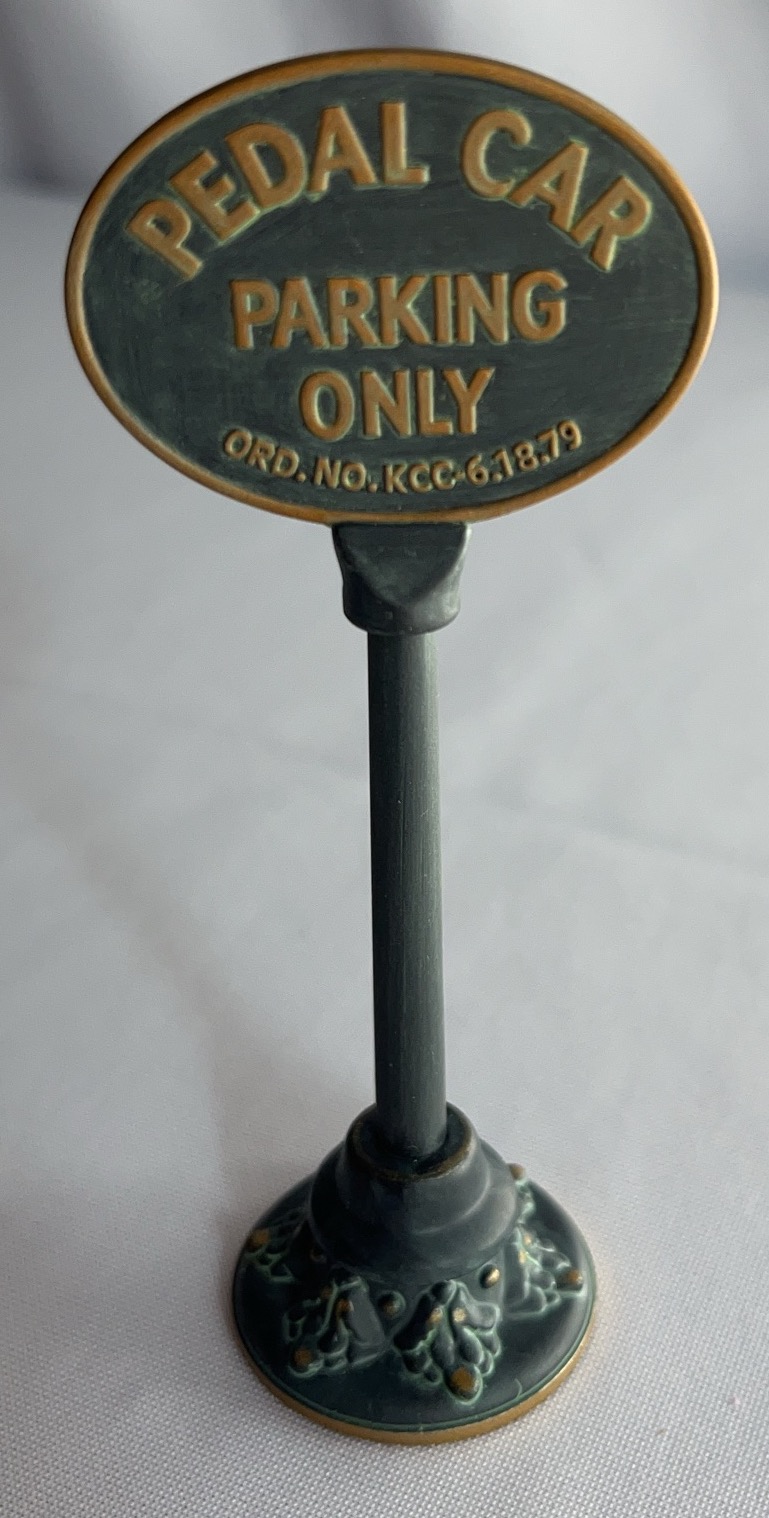 PEDAL CAR
PARKING
ONLY
ORD. NO. KCC-6.18.79